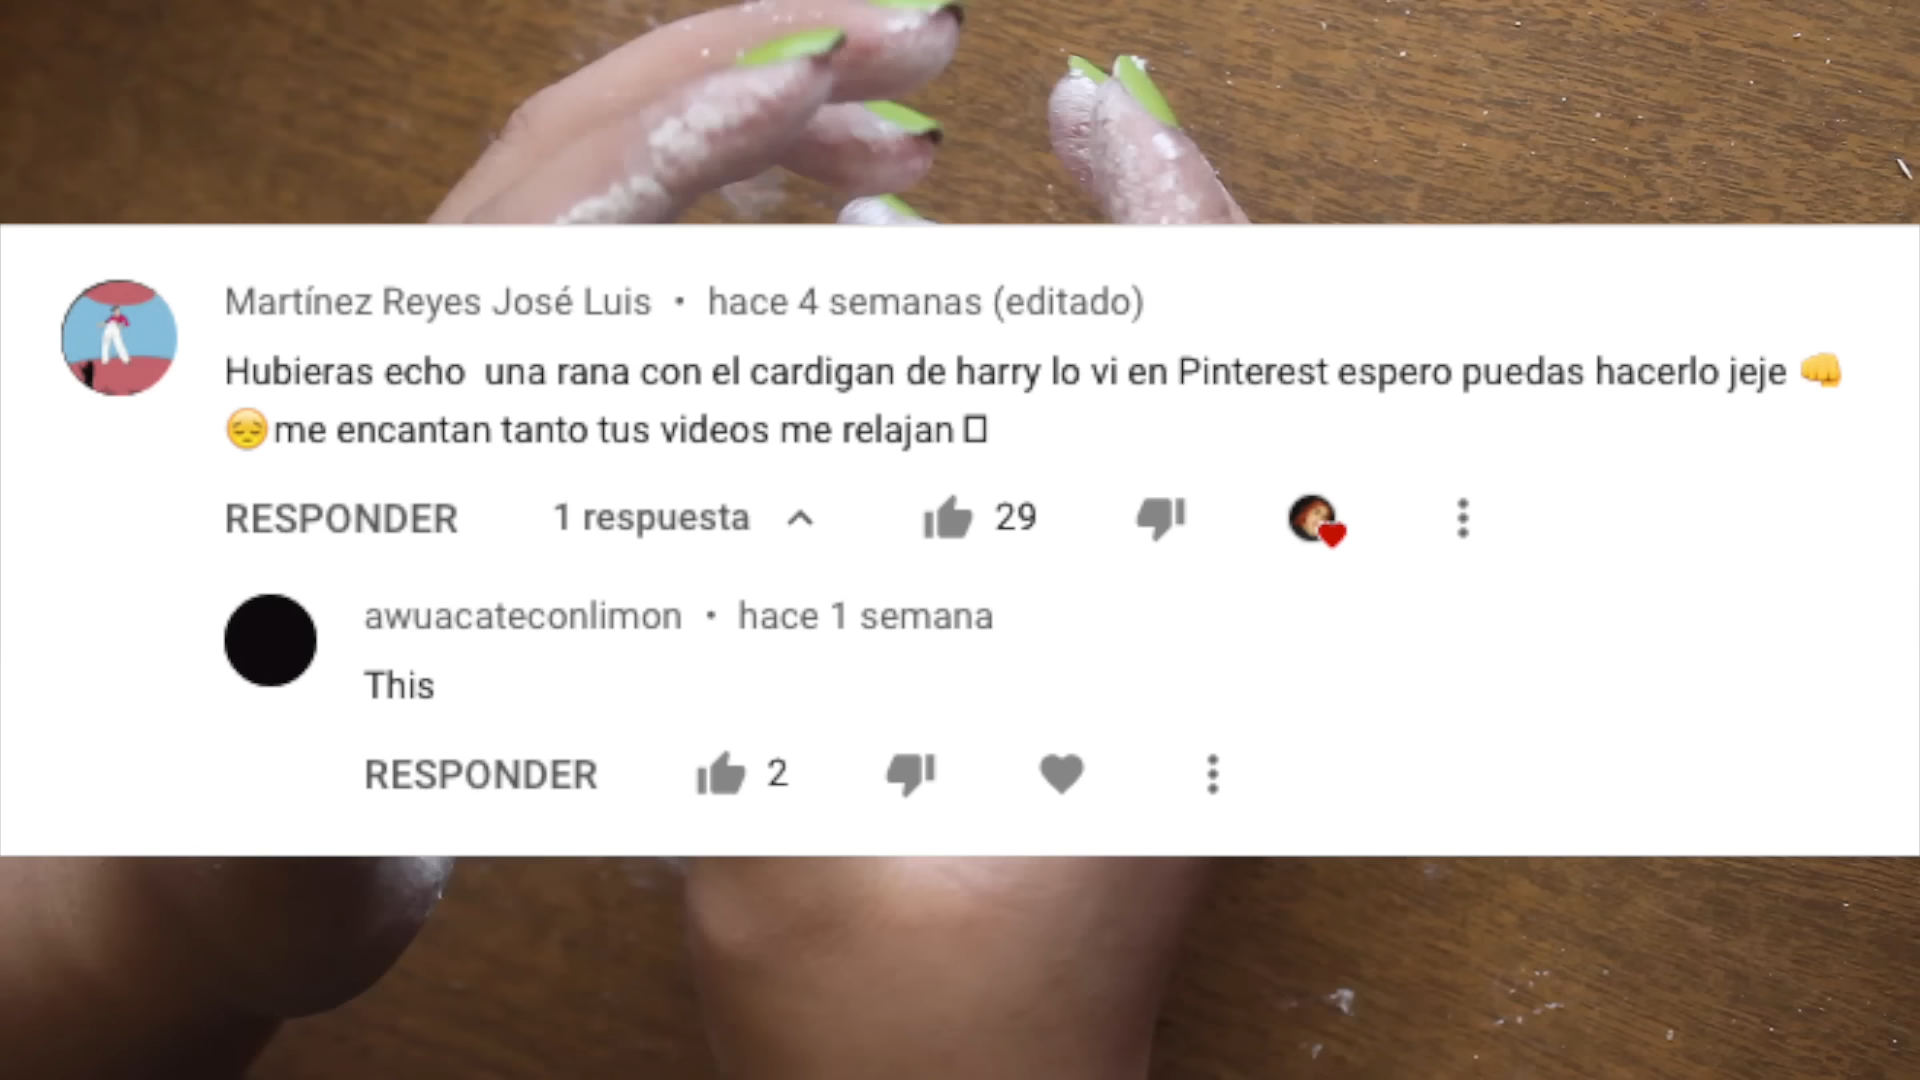 Martínez Reyes José Luis • hace 4 semanas (editado)
Hubieras echo  una rana con el cardigan de harry lo vi en Pinterest espero puedas hacerlo jeje 👊
😔me encantan tanto tus videos me relajan □
RESPONDER 1 respuesta 29
awuacateconlimon • hace 1 semana
This
RESPONDER 2